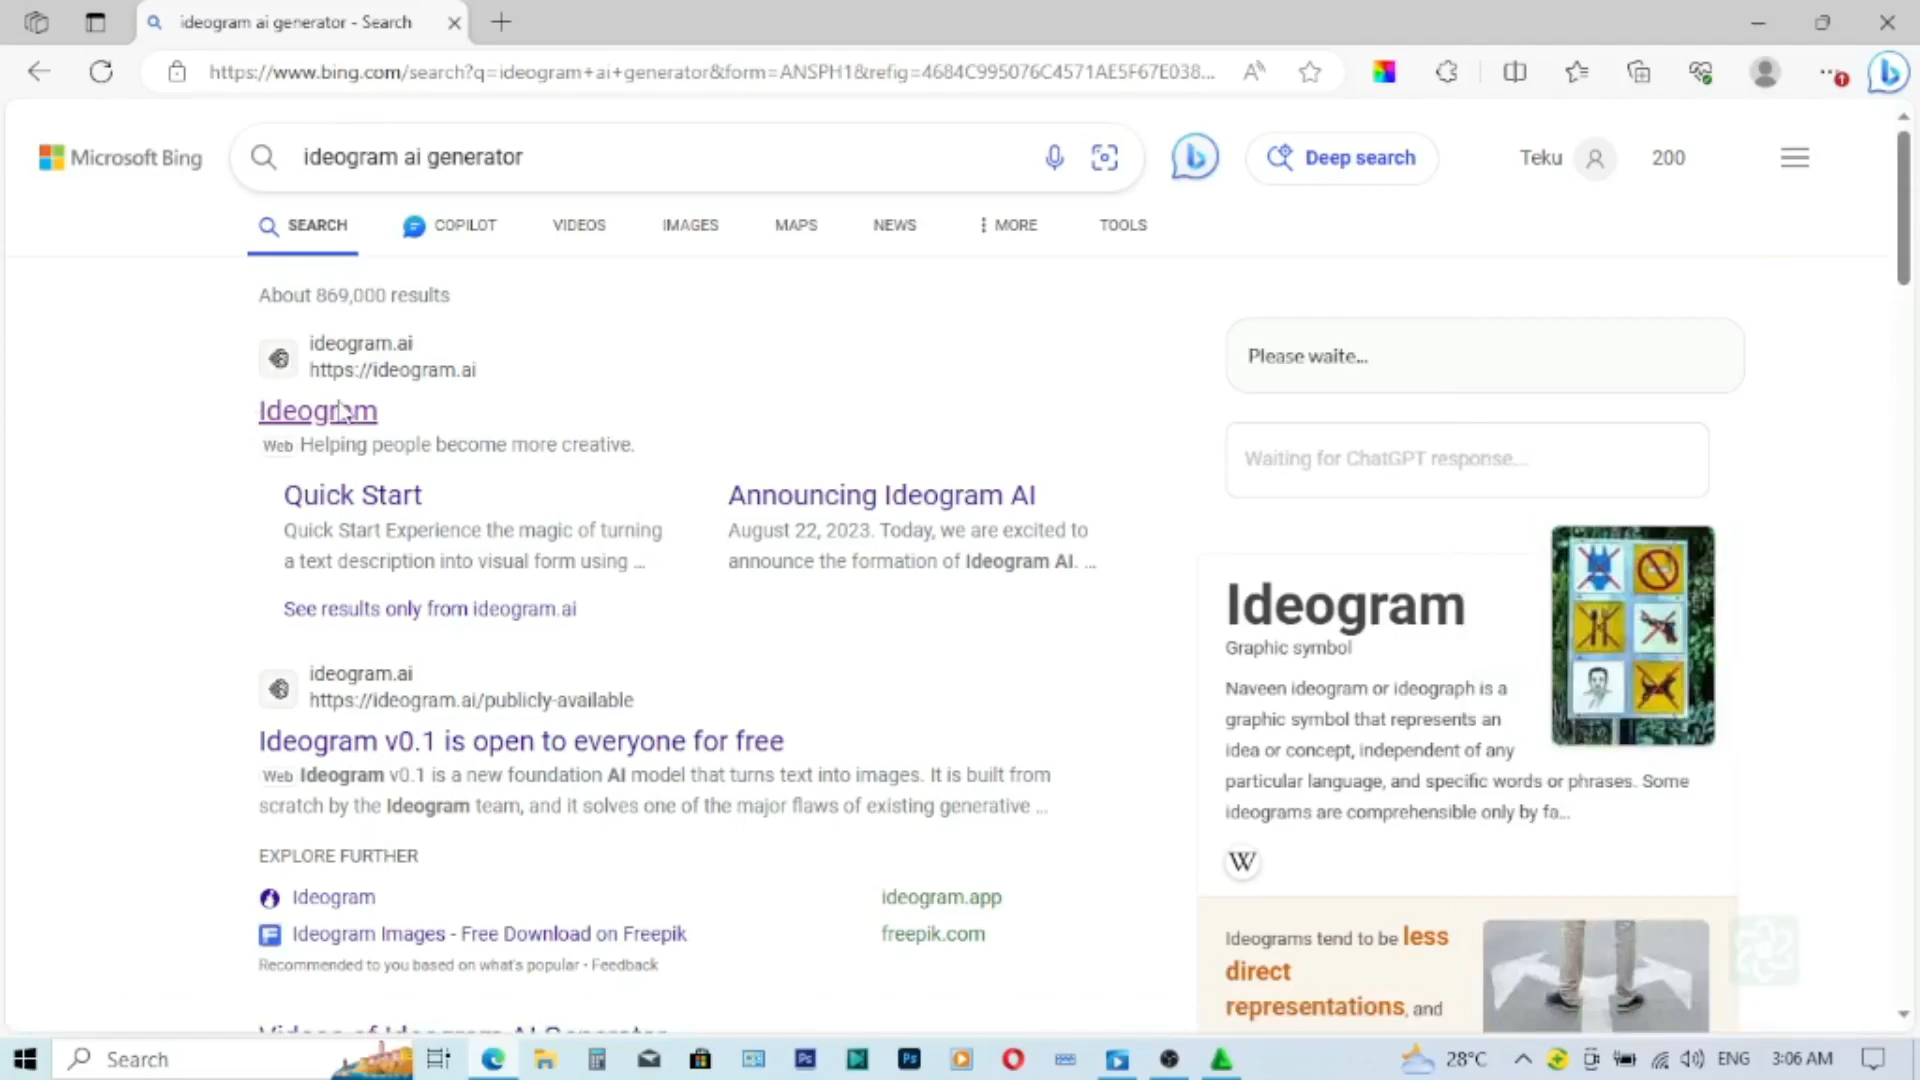 ideogram ai generator - Search
https://www.bing.com/search?q=ideogram+ai+generator&form=ANSPH1&refig=4684C995076C4571AE5F67E038...
Microsoft Bing
ideogram ai generator
Deep search
Teku
200
SEARCH
COPILOT
VIDEOS
IMAGES
MAPS
NEWS
MORE
TOOLS
About 869,000 results
ideogram.ai
https://ideogram.ai
Ideogram
Web Helping people become more creative.
Quick Start
Quick Start Experience the magic of turning
a text description into visual form using ...
Announcing Ideogram AI
August 22, 2023. Today, we are excited to
announce the formation of Ideogram AI. ...
See results only from ideogram.ai
ideogram.ai
https://ideogram.ai/publicly-available
Ideogram v0.1 is open to everyone for free
Web Ideogram v0.1 is a new foundation AI model that turns text into images. It is built from
scratch by the Ideogram team, and it solves one of the major flaws of existing generative ...
EXPLORE FURTHER
Ideogram
ideogram.app
Ideogram Images - Free Download on Freepik
freepik.com
Recommended to you based on what's popular • Feedback
Videos of Ideogram AI Generator
Please waite...
Waiting for ChatGPT response...
Ideogram
Graphic symbol
Naveen ideogram or ideograph is a
graphic symbol that represents an
idea or concept, independent of any
particular language, and specific words or phrases. Some
ideograms are comprehensible only by fa...
W
Ideograms tend to be less
direct
representations, and
Search
Ps
Ps
28°C
ENG
3:06 AM